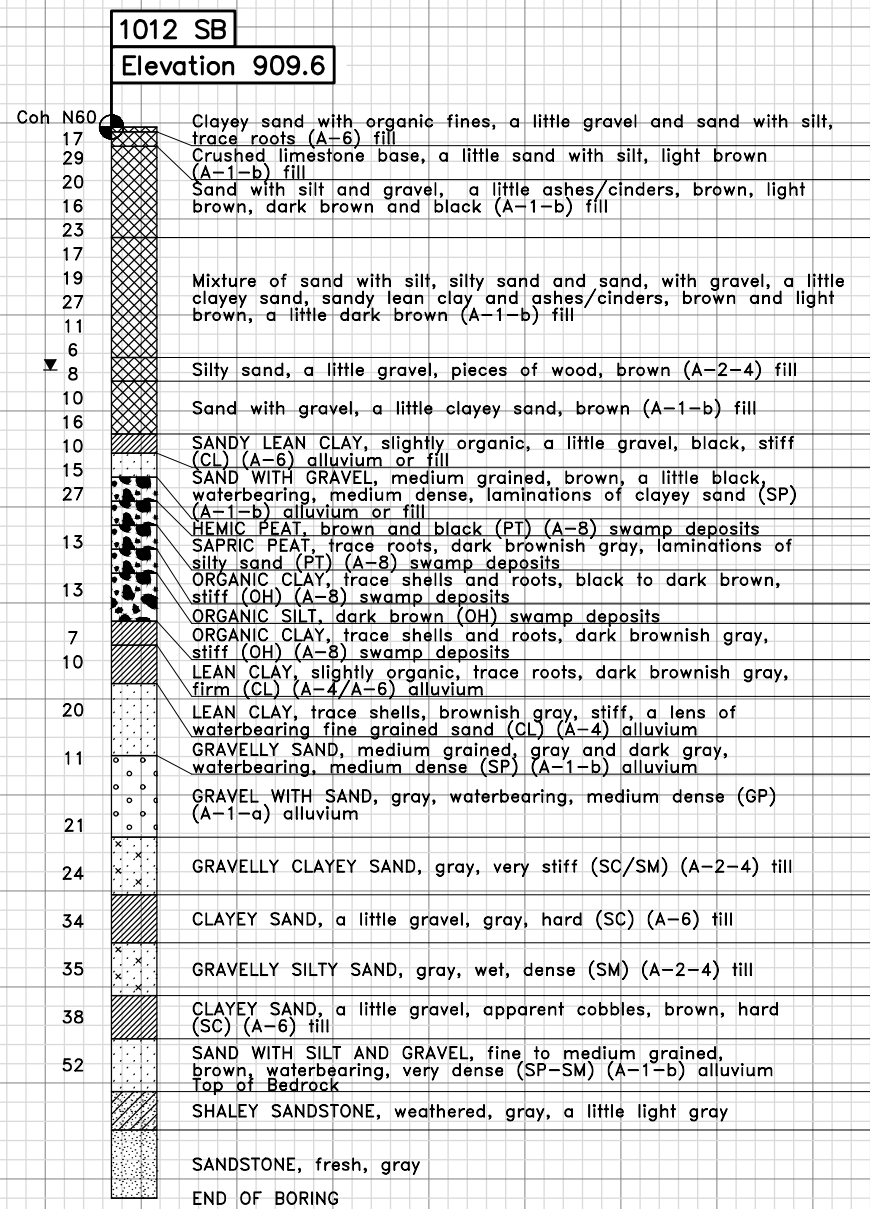 1012 SB
Elevation 909.6
Coh N60
17
29
20
16
23
17
19
27
11
6
8
10
16
10
15
27
13
13
7
10
20
11
21
24
34
35
38
52
Clayey sand with organic fines, a little gravel and sand with silt,
trace roots (A-6) fill
Crushed limestone base, a little sand with silt, light brown
(A-1-b) fill
Sand with silt and gravel, a little ashes/cinders, brown, light
brown, dark brown and black (A-1-b) fill
Mixture of sand with silt, silty sand and sand, with gravel, a little
clayey sand, sandy lean clay and ashes/cinders, brown and light
brown, a little dark brown (A-1-b) fill
Silty sand, a little gravel, pieces of wood, brown (A-2-4) fill
Sand with gravel, a little clayey sand, brown (A-1-b) fill
SANDY LEAN CLAY, slightly organic, a little gravel, black, stiff
(CL) (A-6) alluvium or fill
SAND WITH GRAVEL, medium grained, brown, a little black,
waterbearing, medium dense, laminations of clayey sand (SP)
(A-1-b) alluvium or fill
HEMIC PEAT, brown and black (PT) (A-8) swamp deposits
SAPRIC PEAT, trace roots, dark brownish gray, laminations of
silty sand (PT) (A-8) swamp deposits
ORGANIC CLAY, trace shells and roots, black to dark brown,
stiff (OH) (A-8) swamp deposits
ORGANIC SILT, dark brown (OH) swamp deposits
ORGANIC CLAY, trace shells and roots, dark brownish gray,
stiff (OH) (A-8) swamp deposits
LEAN CLAY, slightly organic, trace roots, dark brownish gray,
firm (CL) (A-4/A-6) alluvium
LEAN CLAY, trace shells, brownish gray, stiff, a lens of
waterbearing fine grained sand (CL) (A-4) alluvium
GRAVELLY SAND, medium grained, gray and dark gray,
waterbearing, medium dense (SP) (A-1-b) alluvium
GRAVEL WITH SAND, gray, waterbearing, medium dense (GP)
(A-1-a) alluvium
GRAVELLY CLAYEY SAND, gray, very stiff (SC/SM) (A-2-4) till
CLAYEY SAND, a little gravel, gray, hard (SC) (A-6) till
GRAVELLY SILTY SAND, gray, wet, dense (SM) (A-2-4) till
CLAYEY SAND, a little gravel, apparent cobbles, brown, hard
(SC) (A-6) till
SAND WITH SILT AND GRAVEL, fine to medium grained,
brown, waterbearing, very dense (SP-SM) (A-1-b) alluvium
Top of Bedrock
SHALEY SANDSTONE, weathered, gray, a little light gray
SANDSTONE, fresh, gray
END OF BORING